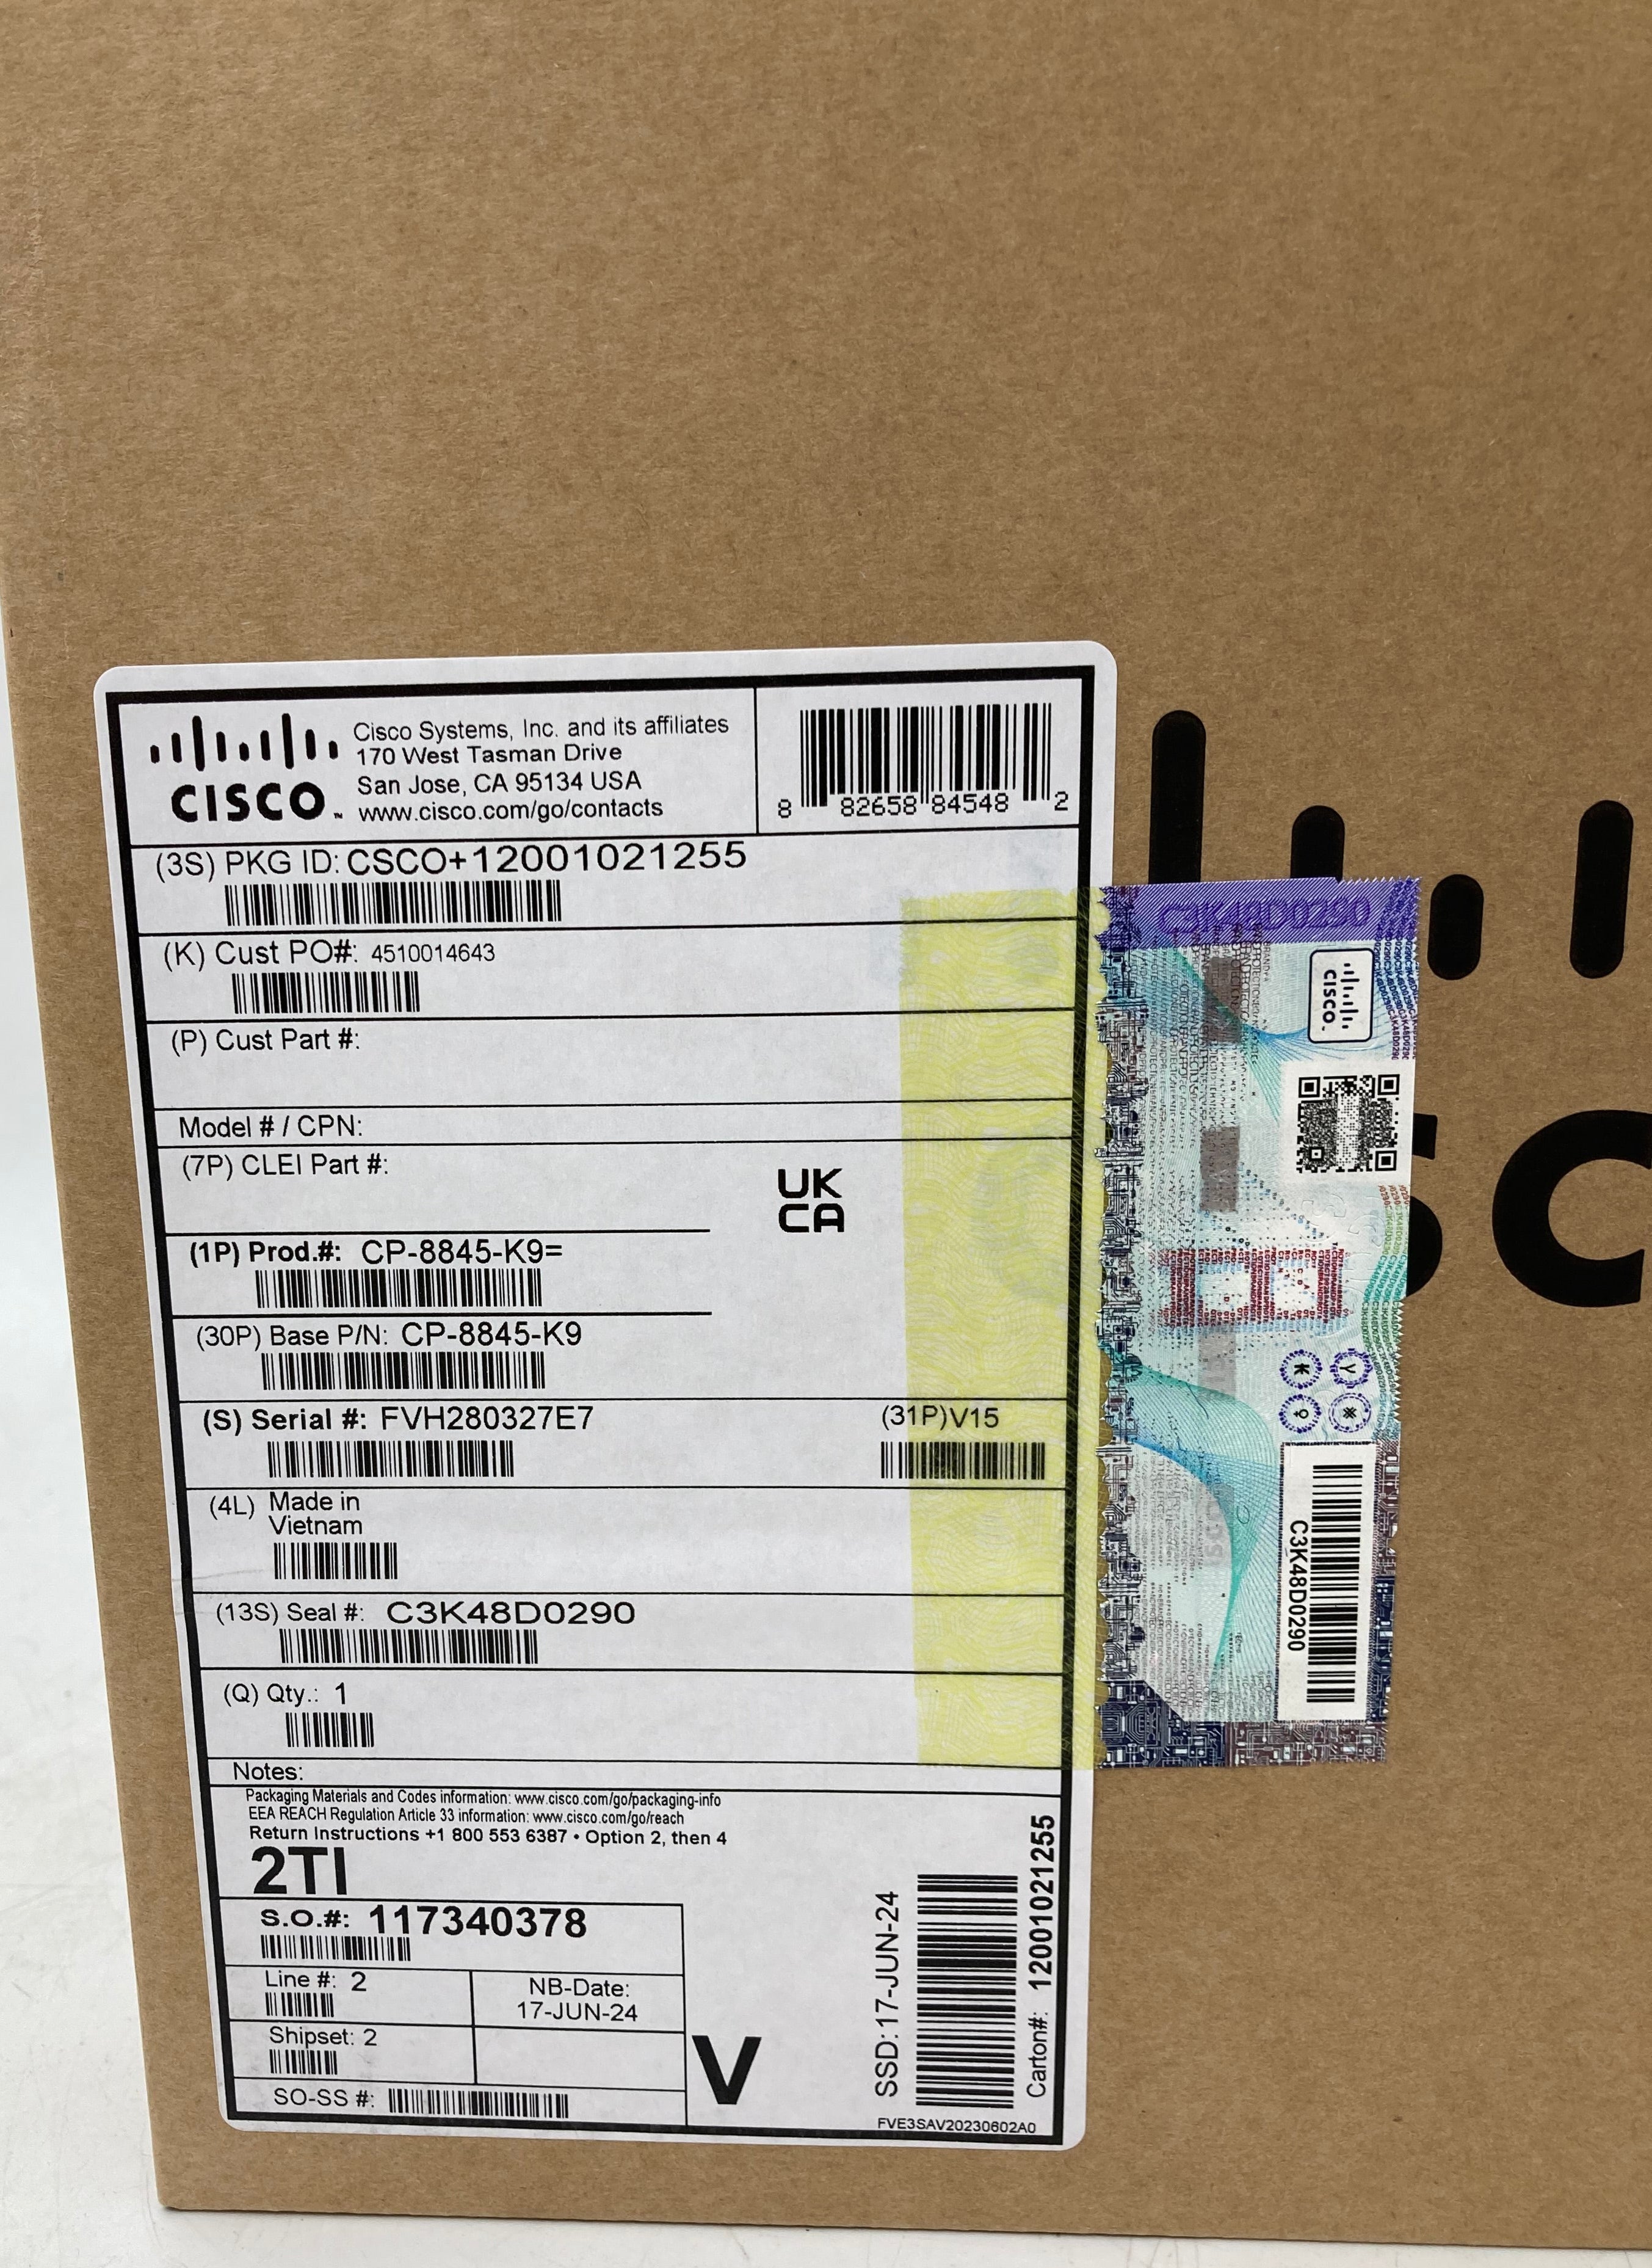 CISCO™
Cisco Systems, Inc. and its affiliates
170 West Tasman Drive
San Jose, CA 95134 USA
www.cisco.com/go/contacts
8 82658 84548 2
(3S) PKG ID: CSCO+12001021255
(K) Cust PO#: 4510014643
(P) Cust Part #:
Model # / CPN:
(7P) CLEI Part #:
UK
CA
(1P) Prod.#: CP-8845-K9=
(30P) Base P/N: CP-8845-K9
(S) Serial #: FVH280327E7
(31P)V15
(4L) Made in
Vietnam
(13S) Seal #: C3K48D0290
(Q) Qty.: 1
Notes:
Packaging Materials and Codes information: www.cisco.com/go/packaging-info
EEA REACH Regulation Article 33 information: www.cisco.com/go/reach
Return Instructions +1 800 553 6387 • Option 2, then 4
2TI
S.O.#: 117340378
Line #: 2
NB-Date:
17-JUN-24
Shipset: 2
SO-SS #:
V
SSD:17-JUN-24
Carton#: 12001021255
FVE3SAV20230602A0
C3K48D0290
CISCO
K Y
C3K48D0290
SC